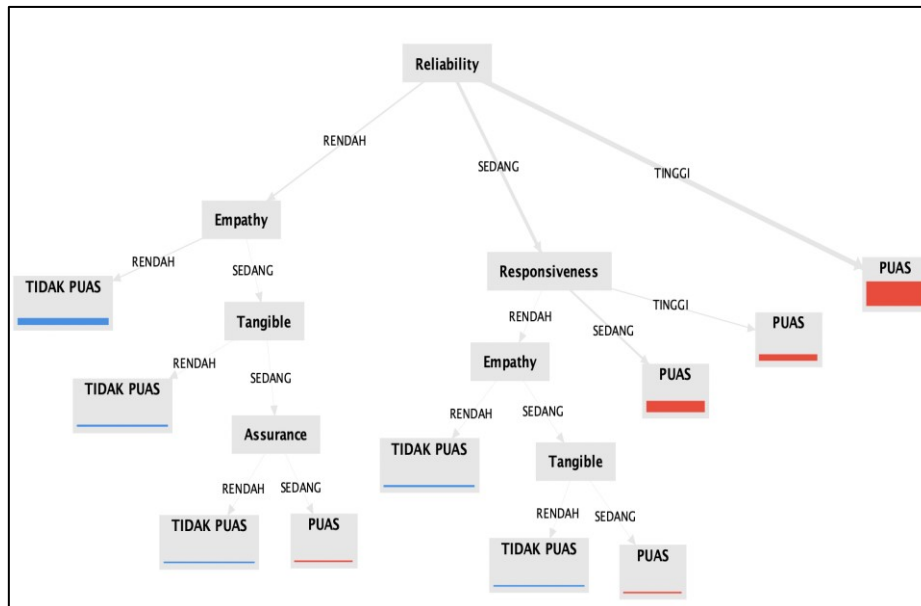 Reliability
RENDAH
SEDANG
TINGGI
Empathy
RENDAH
SEDANG
TIDAK PUAS
Responsiveness
PUAS
Tangible
RENDAH
SEDANG
TINGGI
PUAS
RENDAH
SEDANG
Empathy
PUAS
TIDAK PUAS
RENDAH
SEDANG
Assurance
TIDAK PUAS
Tangible
RENDAH
SEDANG
RENDAH
SEDANG
TIDAK PUAS
PUAS
TIDAK PUAS
PUAS